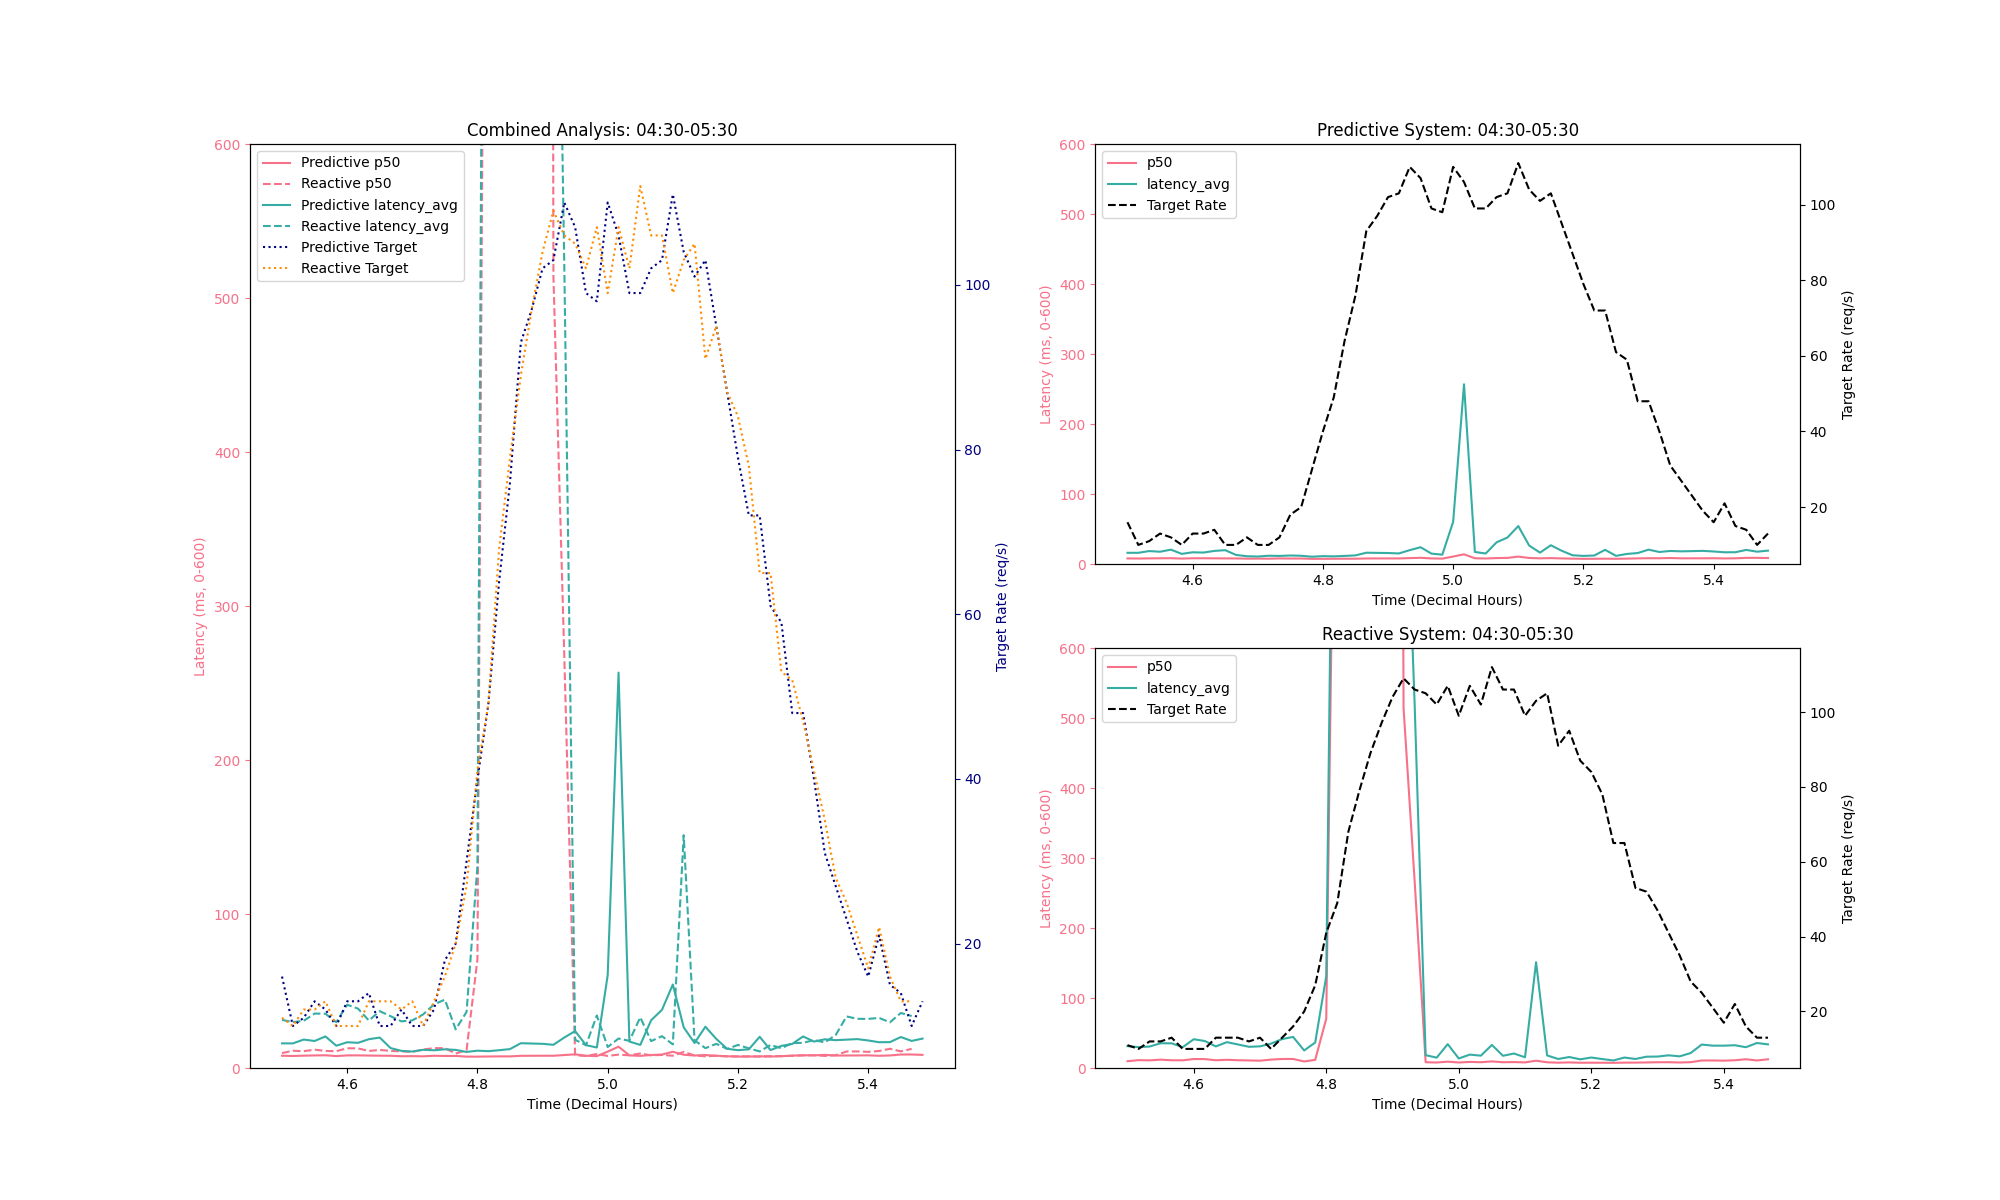 Combined Analysis: 04:30-05:30
Predictive p50
Reactive p50
Predictive latency_avg
Reactive latency_avg
Predictive Target
Reactive Target
600
500
400
300
200
100
0
Latency (ms, 0-600)
100
80
60
40
20
Target Rate (req/s)
4.6 4.8 5.0 5.2 5.4
Time (Decimal Hours)
Predictive System: 04:30-05:30
p50
latency_avg
Target Rate
600
500
400
300
200
100
0
Latency (ms, 0-600)
100
80
60
40
20
Target Rate (req/s)
4.6 4.8 5.0 5.2 5.4
Time (Decimal Hours)
Reactive System: 04:30-05:30
p50
latency_avg
Target Rate
600
500
400
300
200
100
0
Latency (ms, 0-600)
100
80
60
40
20
Target Rate (req/s)
4.6 4.8 5.0 5.2 5.4
Time (Decimal Hours)